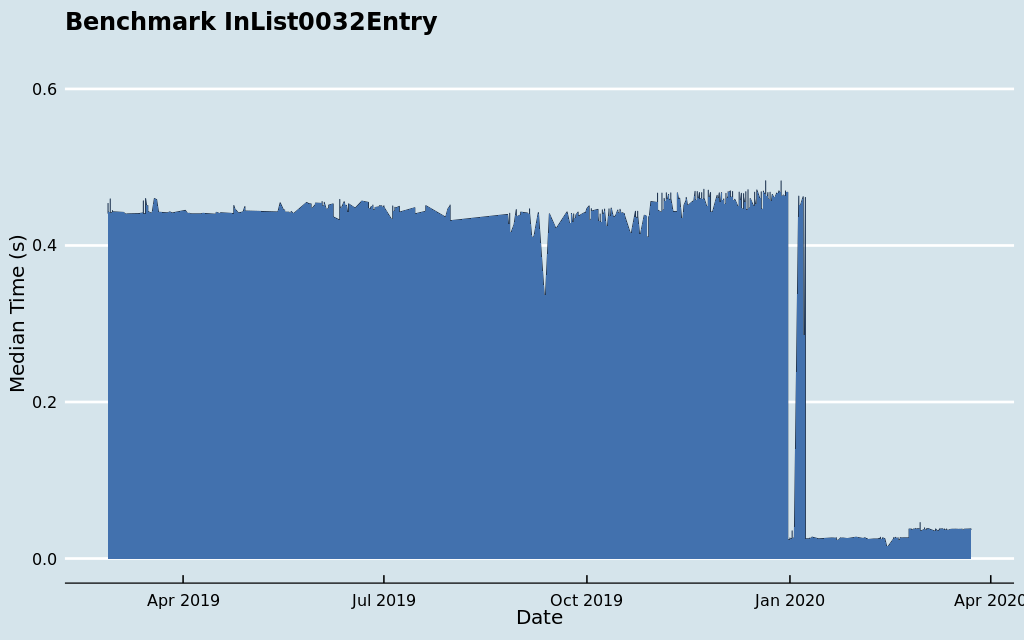 Benchmark InList0032Entry
Median Time (s)
0.6
0.4
0.2
0.0
Apr 2019
Jul 2019
Oct 2019
Jan 2020
Apr 2020
Date